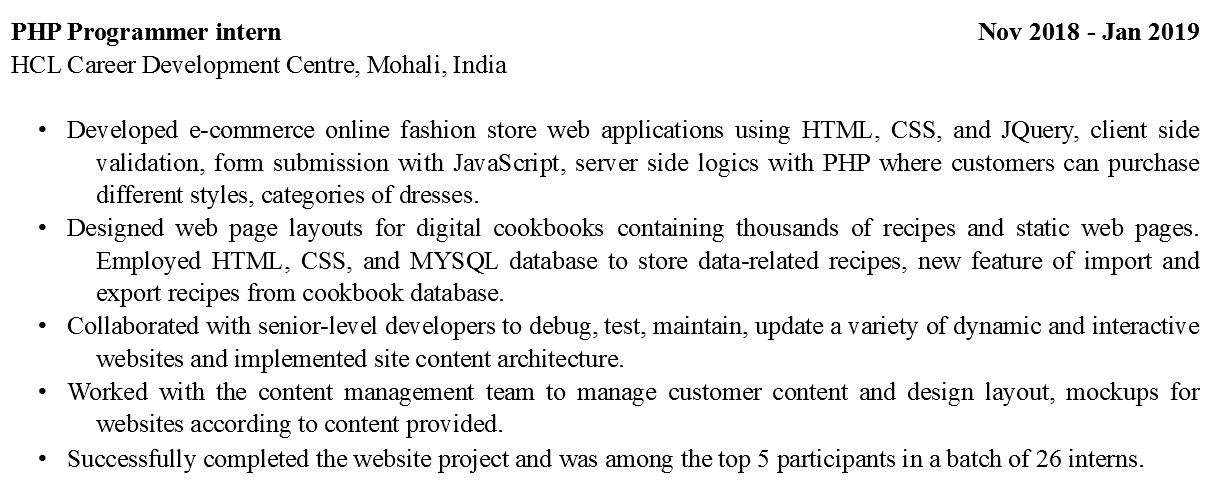 PHP Programmer intern Nov 2018 - Jan 2019
HCL Career Development Centre, Mohali, India
• Developed e-commerce online fashion store web applications using HTML, CSS, and JQuery, client side
validation, form submission with JavaScript, server side logics with PHP where customers can purchase
different styles, categories of dresses.
• Designed web page layouts for digital cookbooks containing thousands of recipes and static web pages.
Employed HTML, CSS, and MYSQL database to store data-related recipes, new feature of import and
export recipes from cookbook database.
• Collaborated with senior-level developers to debug, test, maintain, update a variety of dynamic and interactive
websites and implemented site content architecture.
• Worked with the content management team to manage customer content and design layout, mockups for
websites according to content provided.
• Successfully completed the website project and was among the top 5 participants in a batch of 26 interns.